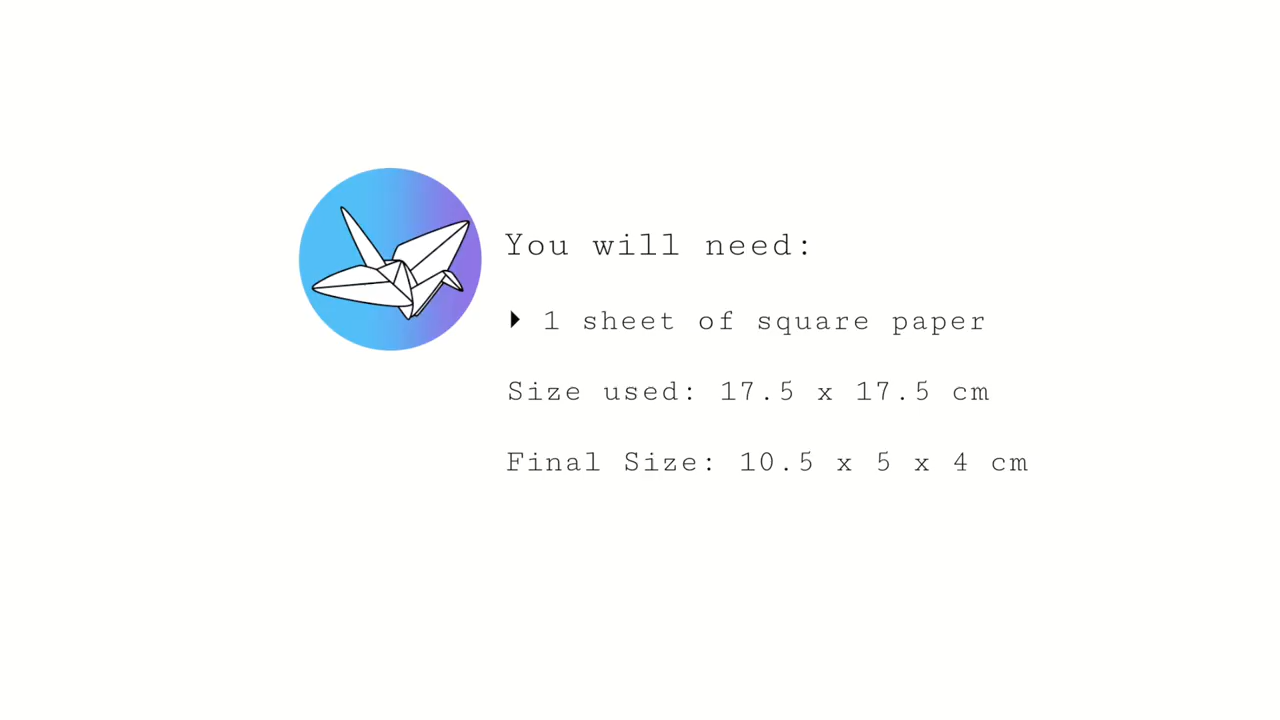 You will need:
▸ 1 sheet of square paper
Size used: 17.5 x 17.5 cm
Final Size: 10.5 x 5 x 4 cm